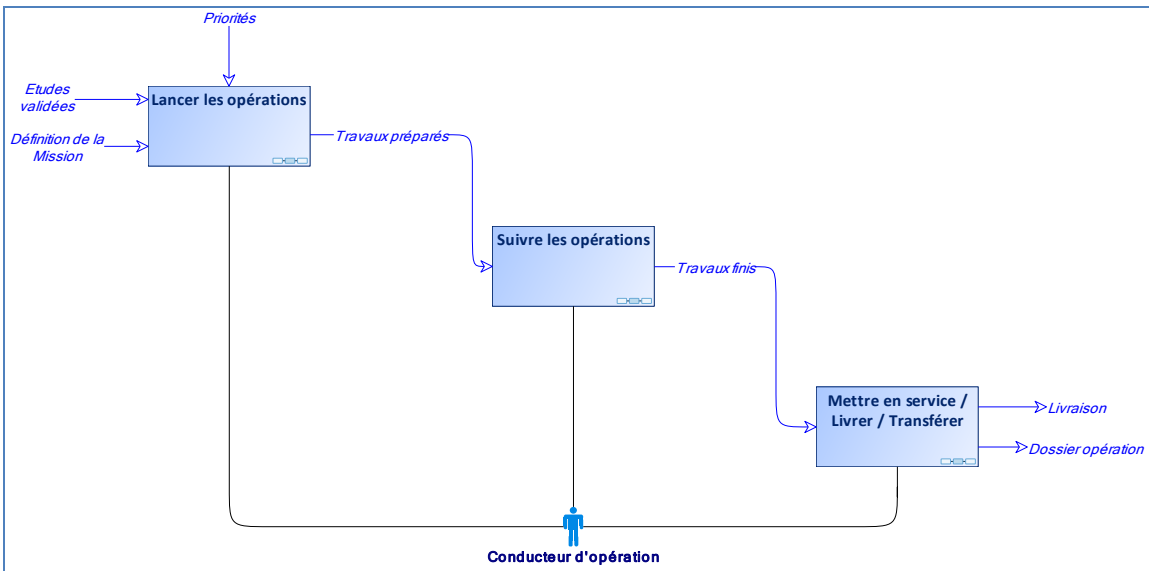 Priorités
Etudes
validées
Lancer les opérations
Définition de la
Mission
Travaux préparés
Suivre les opérations
Travaux finis
Mettre en service /
Livrer / Transférer
Livraison
Dossier opération
Conducteur d'opération